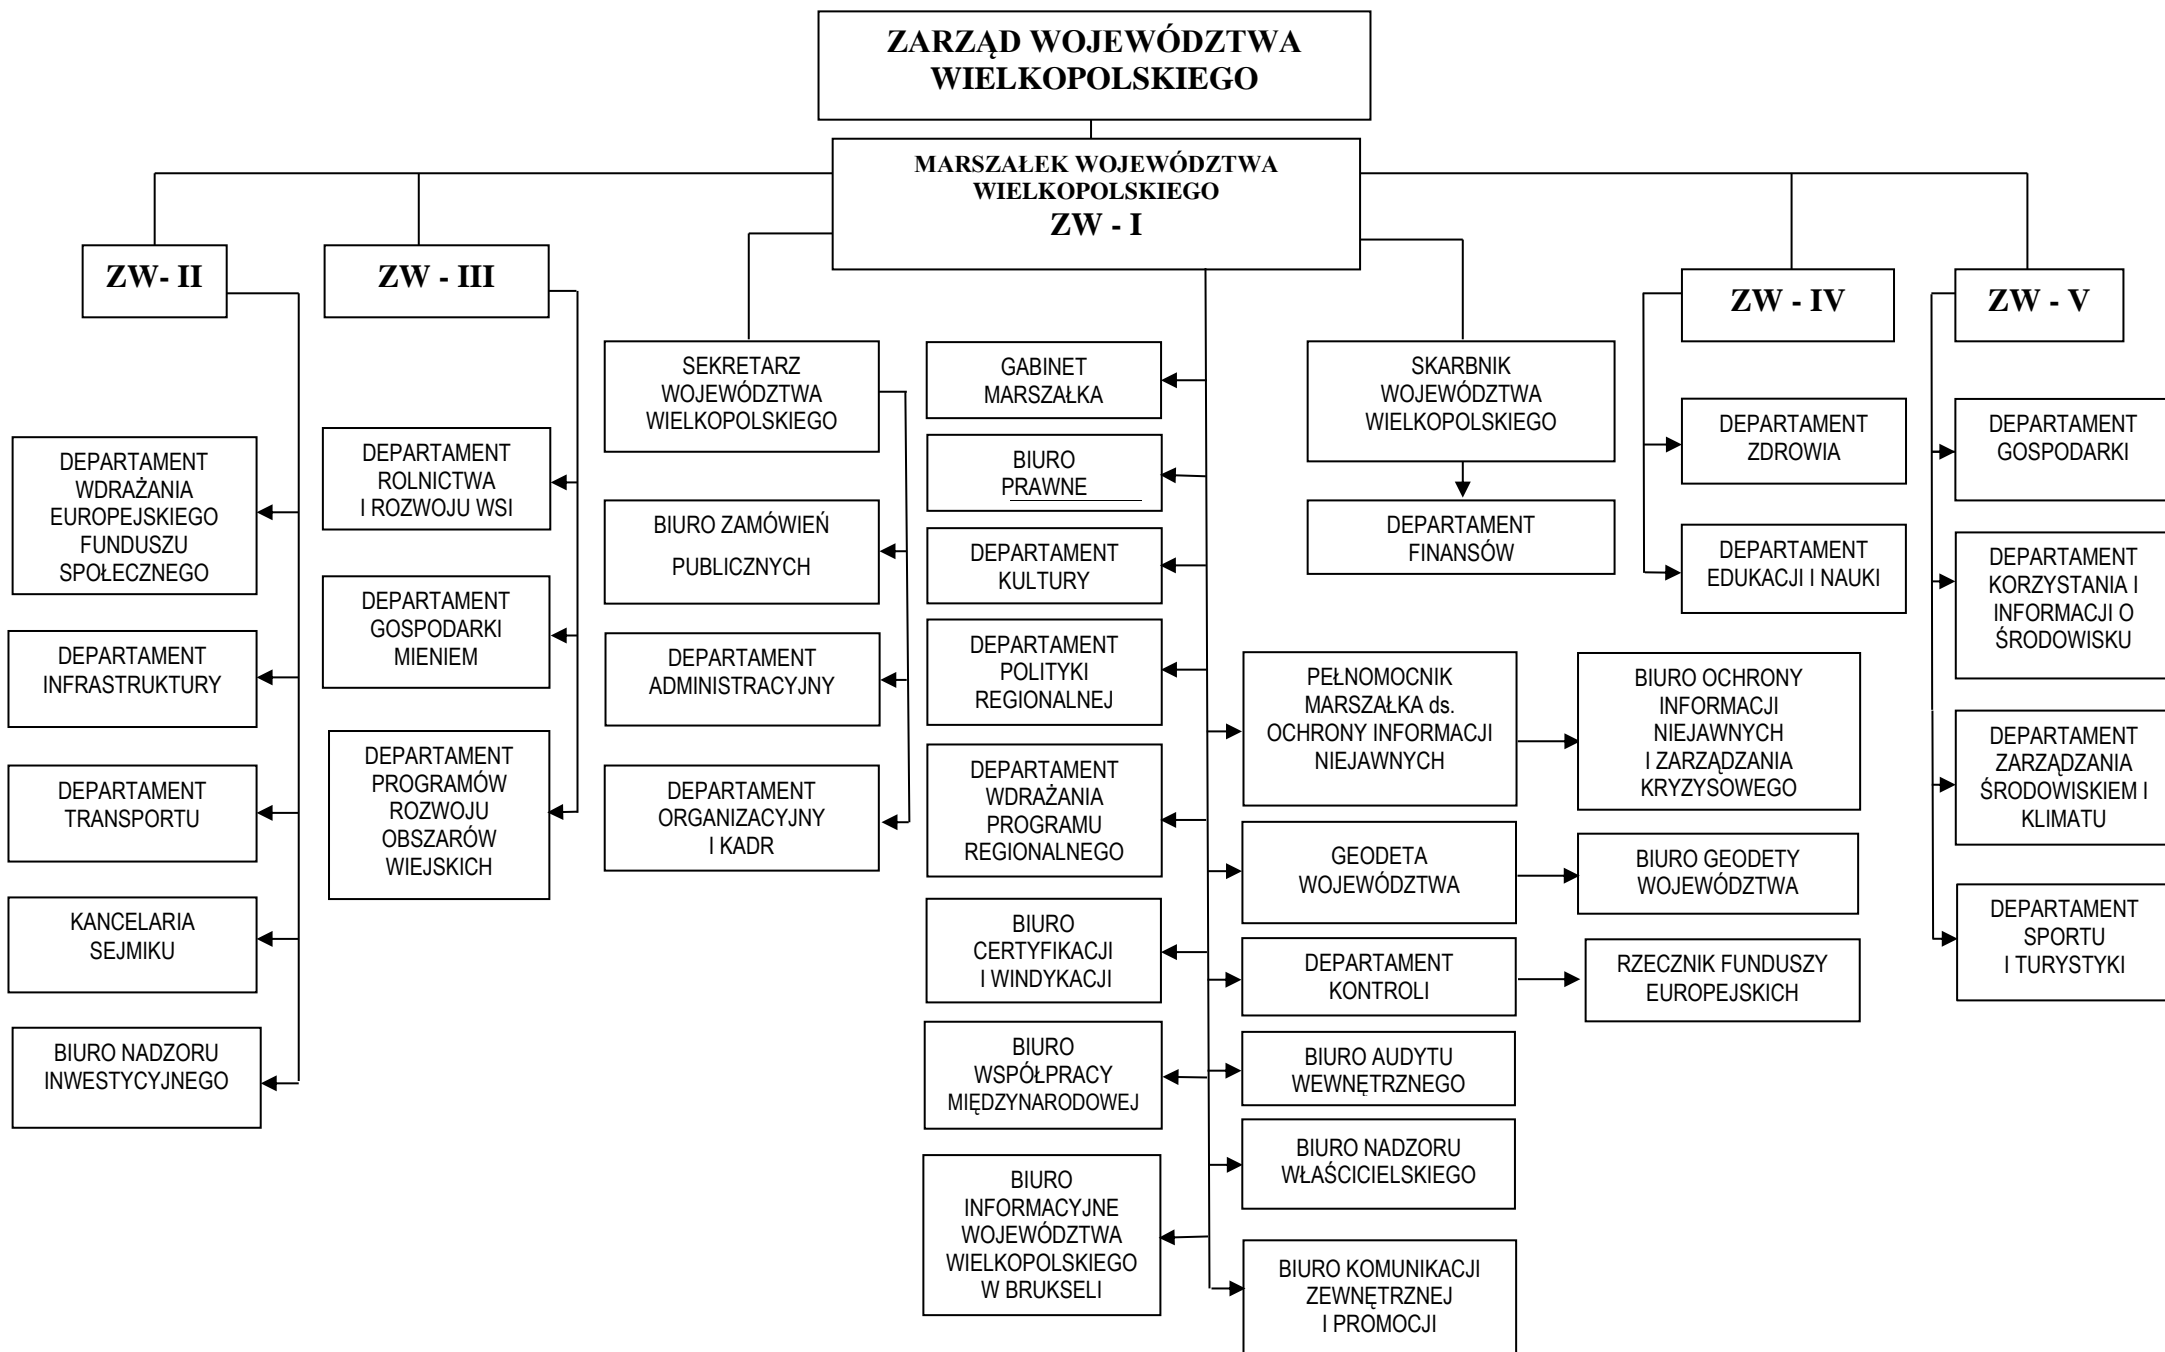 ZARZĄD WOJEWÓDZTWA
WIELKOPOLSKIEGO
MARSZAŁEK WOJEWÓDZTWA
WIELKOPOLSKIEGO
ZW - I
ZW- II
ZW - III
ZW - IV
ZW - V
DEPARTAMENT
WDRAŻANIA
EUROPEJSKIEGO
FUNDUSZU
SPOŁECZNEGO
DEPARTAMENT
INFRASTRUKTURY
DEPARTAMENT
TRANSPORTU
KANCELARIA
SEJMIKU
BIURO NADZORU
INWESTYCYJNEGO
DEPARTAMENT
ROLNICTWA
I ROZWOJU WSI
DEPARTAMENT
GOSPODARKI
MIENIEM
DEPARTAMENT
PROGRAMÓW
ROZWOJU
OBSZARÓW
WIEJSKICH
SEKRETARZ
WOJEWÓDZTWA
WIELKOPOLSKIEGO
BIURO ZAMÓWIEŃ
PUBLICZNYCH
DEPARTAMENT
ADMINISTRACYJNY
DEPARTAMENT
ORGANIZACYJNY
I KADR
GABINET
MARSZAŁKA
BIURO
PRAWNE
DEPARTAMENT
KULTURY
DEPARTAMENT
POLITYKI
REGIONALNEJ
DEPARTAMENT
WDRAŻANIA
PROGRAMU
REGIONALNEGO
BIURO
CERTYFIKACJI
I WINDYKACJI
BIURO
WSPÓŁPRACY
MIĘDZYNARODOWEJ
BIURO
INFORMACYJNE
WOJEWÓDZTWA
WIELKOPOLSKIEGO
W BRUKSELI
SKARBNIK
WOJEWÓDZTWA
WIELKOPOLSKIEGO
DEPARTAMENT
FINANSÓW
PEŁNOMOCNIK
MARSZAŁKA ds.
OCHRONY INFORMACJI
NIEJAWNYCH
BIURO OCHRONY
INFORMACJI
NIEJAWNYCH
I ZARZĄDZANIA
KRYZYSOWEGO
GEODETA
WOJEWÓDZTWA
BIURO GEODETY
WOJEWÓDZTWA
DEPARTAMENT
KONTROLI
RZECZNIK FUNDUSZY
EUROPEJSKICH
BIURO AUDYTU
WEWNĘTRZNEGO
BIURO NADZORU
WŁAŚCICIELSKIEGO
BIURO KOMUNIKACJI
ZEWNĘTRZNEJ
I PROMOCJI
DEPARTAMENT
ZDROWIA
DEPARTAMENT
EDUKACJI I NAUKI
DEPARTAMENT
GOSPODARKI
DEPARTAMENT
KORZYSTANIA I
INFORMACJI O
ŚRODOWISKU
DEPARTAMENT
ZARZĄDZANIA
ŚRODOWISKIEM I
KLIMATU
DEPARTAMENT
SPORTU
I TURYSTYKI